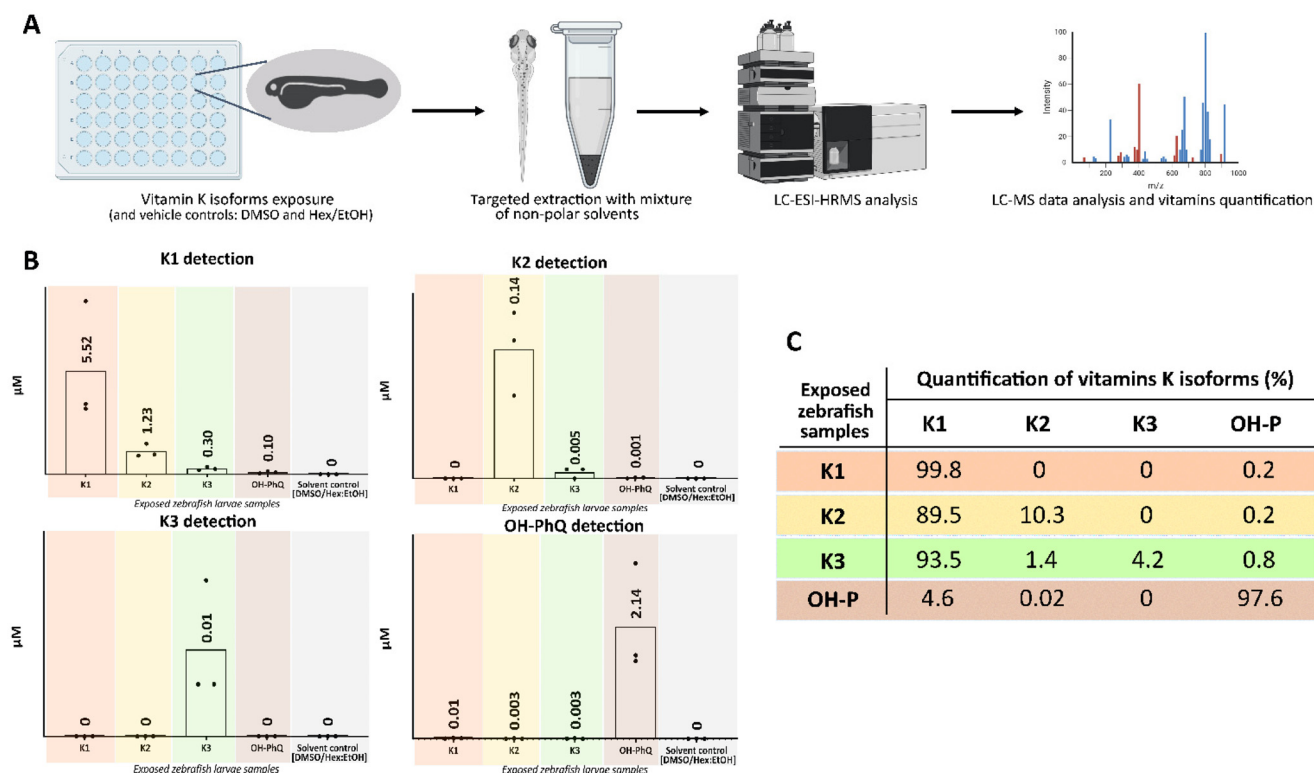 A
Vitamin K isoforms exposure
(and vehicle controls: DMSO and Hex/EtOH)
Targeted extraction with mixture
of non-polar solvents
LC-ESI-HRMS analysis
Intensity
100
80
60
40
20
0
0 200 400 600 800 1000
m/z
LC-MS data analysis and vitamins quantification
B
K1 detection
µM
5.52
1.23
0.30
0.10
0
K1 K2 K3 OH-PhQ Solvent control
[DMSO/Hex:EtOH]
Exposed zebrafish larvae samples
K2 detection
µM
0
0.14
0.005
0.001
0
K1 K2 K3 OH-PhQ Solvent control
[DMSO/Hex:EtOH]
Exposed zebrafish larvae samples
K3 detection
µM
0
0
0.01
0
0
K1 K2 K3 OH-PhQ Solvent control
[DMSO/Hex:EtOH]
Exposed zebrafish larvae samples
OH-PhQ detection
µM
0.01
0.003
0.003
2.14
0
K1 K2 K3 OH-PhQ Solvent control
[DMSO/Hex:EtOH]
Exposed zebrafish larvae samples
C
Exposed
zebrafish
samples
Quantification of vitamins K isoforms (%)
K1 K2 K3 OH-P
K1 99.8 0 0 0.2
K2 89.5 10.3 0 0.2
K3 93.5 1.4 4.2 0.8
OH-P 4.6 0.02 0 97.6